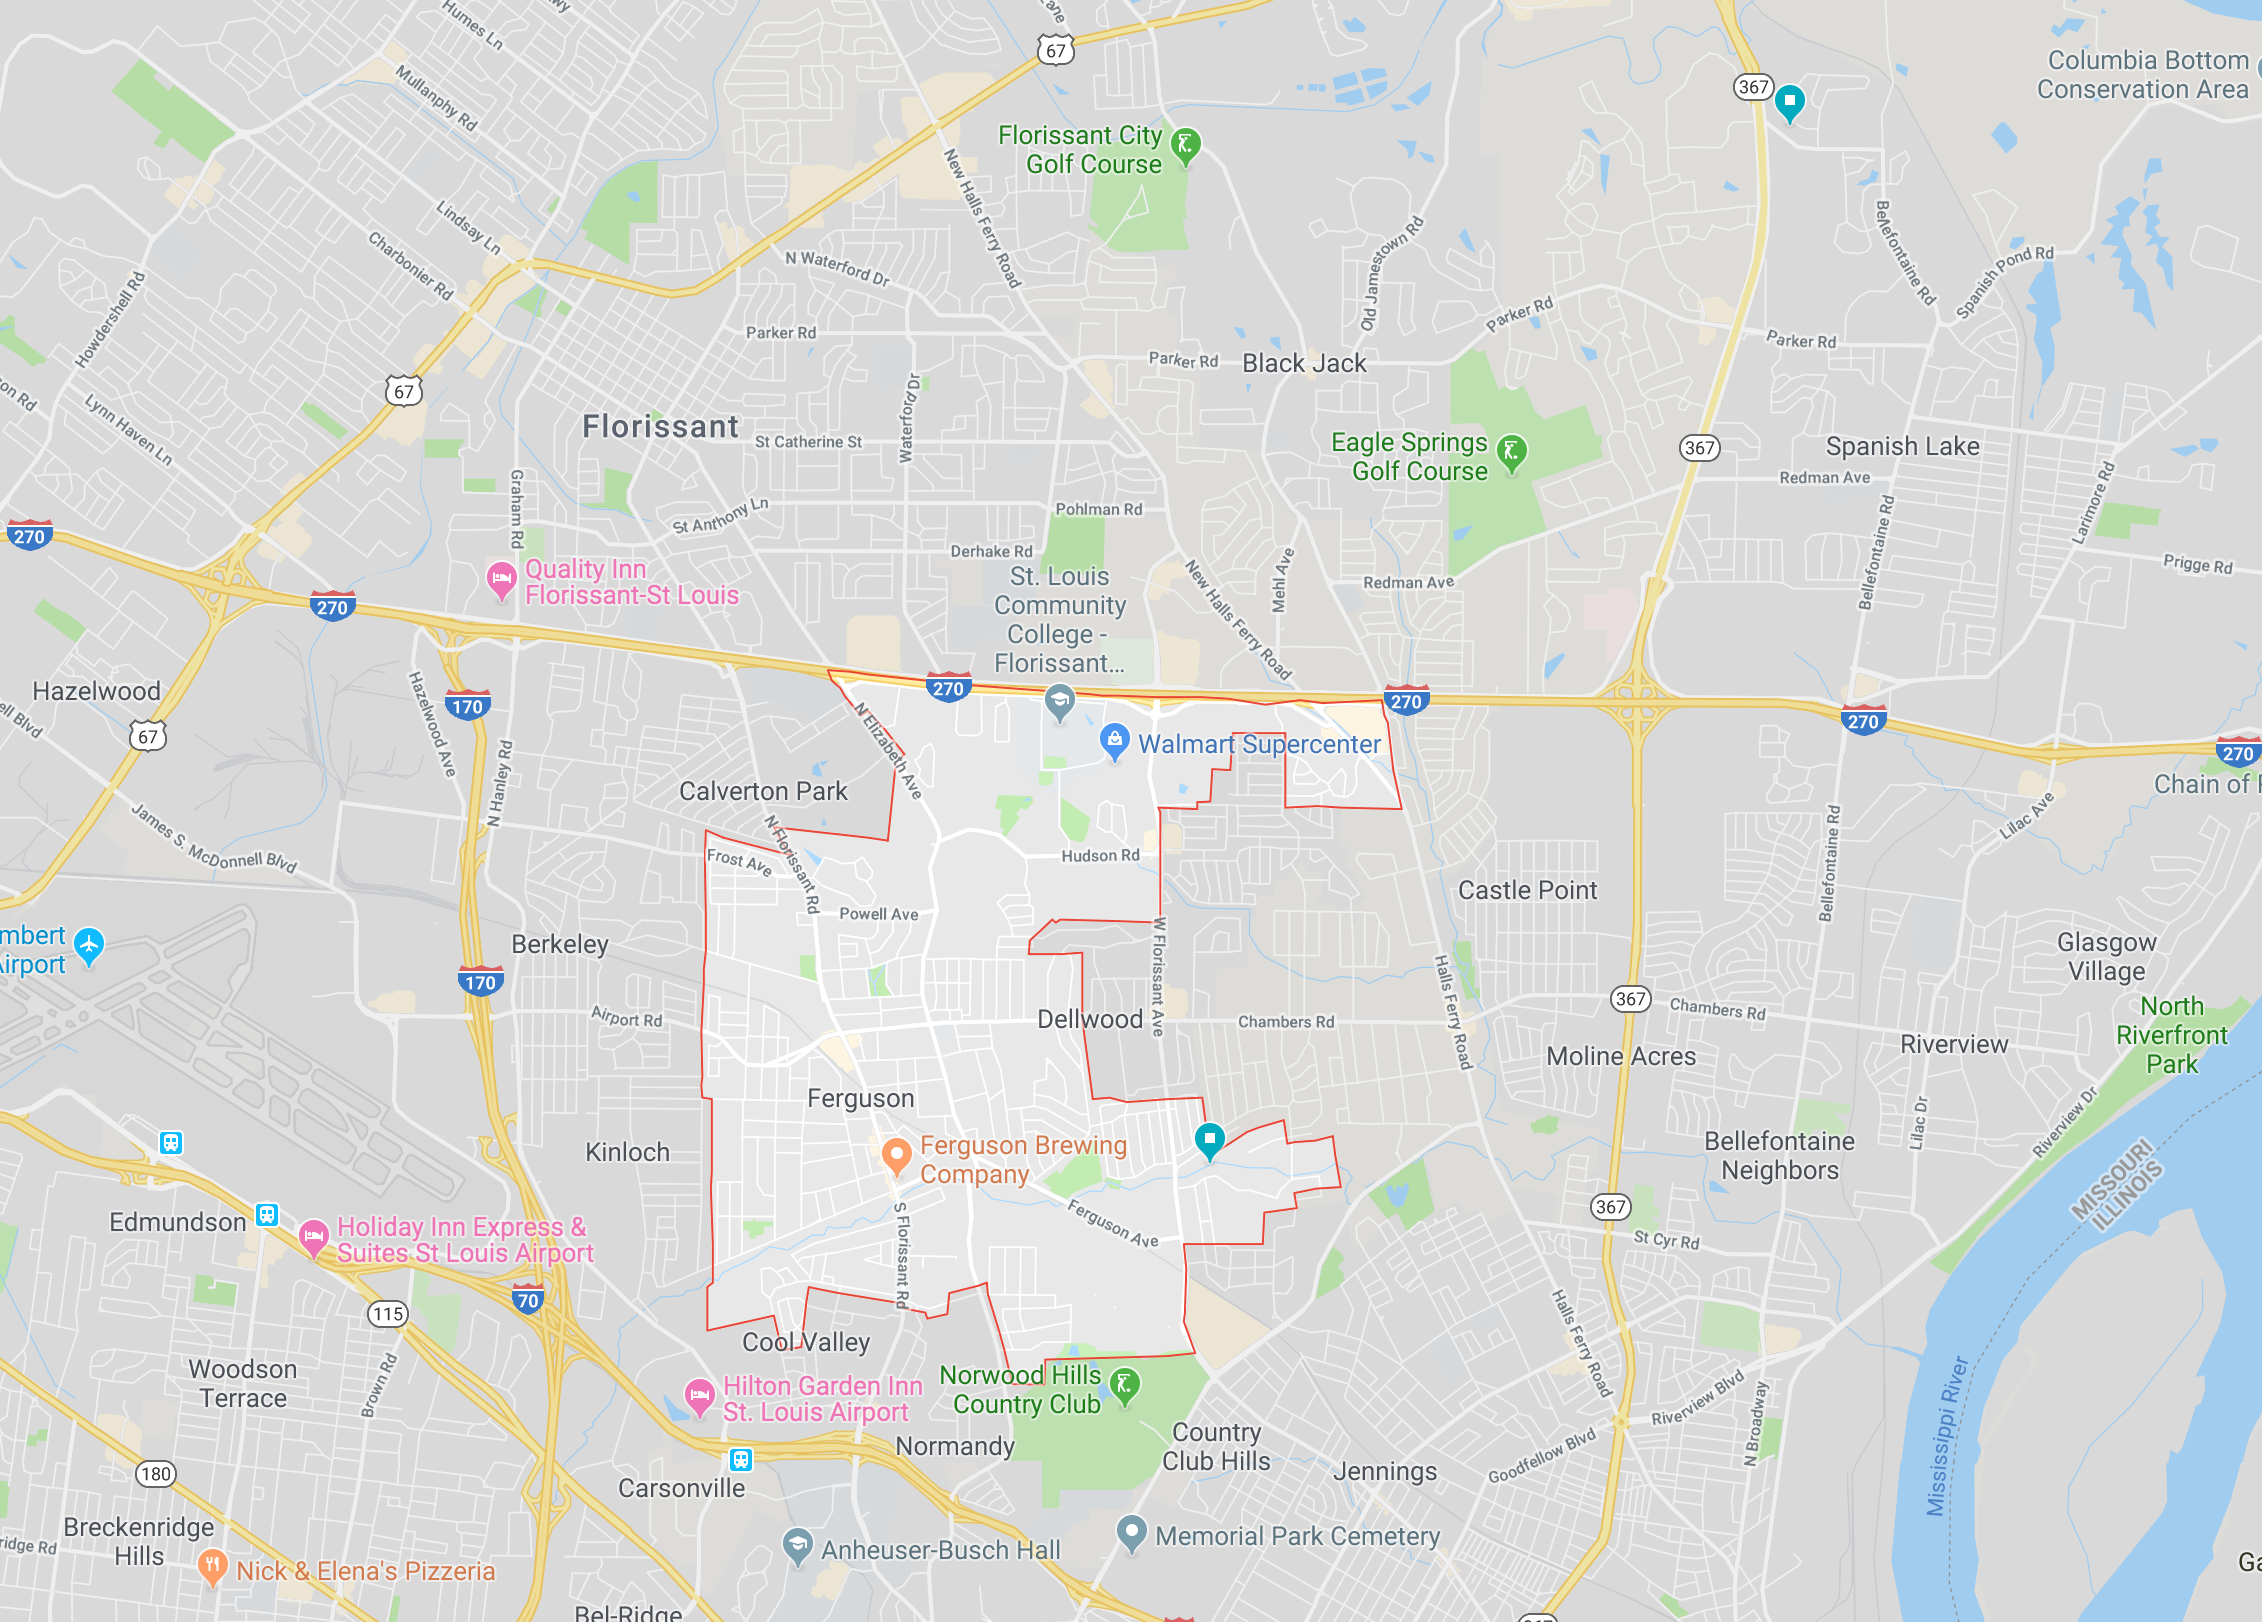 Humes Ln
67
367
Columbia Bottom
Conservation Area
Mullanphy Rd
Florissant City
Golf Course
New Halls Ferry Road
Lindsay Ln
Charbonier Rd
Howdershell Rd
N Waterford Dr
Old Jamestown Rd
Bellefontaine Rd
Spanish Pond Rd
Parker Rd
Parker Rd
Parker Rd
Parker Rd
Black Jack
67
Lynn Haven Ln
Florissant
St Catherine St
Waterford Dr
Eagle Springs
Golf Course
367
Spanish Lake
Redman Ave
Graham Rd
St Anthony Ln
Pohlman Rd
Larimore Rd
Bellefontaine Rd
270
Derhake Rd
Quality Inn
Florissant-St Louis
270
St. Louis
Community
College -
Florissant...
New Halls Ferry Road
Mehl Ave
Redman Ave
Prigge Rd
Hazelwood
67
170
Hazelwood Ave
N Hanley Rd
270
270
270
270
N Elizabeth Ave
Walmart Supercenter
Calverton Park
Chain of
Lilac Ave
James S. McDonnell Blvd
N Florissant Rd
Frost Ave
Hudson Rd
Bellefontaine Rd
Castle Point
Powell Ave
W Florissant Ave
mbert
Airport
Berkeley
170
Glasgow
Village
Halls Ferry Road
367
Airport Rd
Dellwood
Chambers Rd
Chambers Rd
North
Riverfront
Park
Riverview
Moline Acres
Ferguson
Lilac Dr
Riverview Dr
Kinloch
Ferguson Brewing
Company
Bellefontaine
Neighbors
MISSOURI
ILLINOIS
Edmundson
Holiday Inn Express &
Suites St Louis Airport
S Florissant Rd
Ferguson Ave
367
St Cyr Rd
70
115
Halls Ferry Road
Cool Valley
Woodson
Terrace
Brown Rd
Hilton Garden Inn
St. Louis Airport
Norwood Hills
Country Club
Riverview Blvd
N Broadway
Mississippi River
Normandy
Country
Club Hills
Goodfellow Blvd
Jennings
180
Carsonville
Breckenridge
Hills
Anheuser-Busch Hall
Memorial Park Cemetery
Nick & Elena's Pizzeria
Bel-Ridge